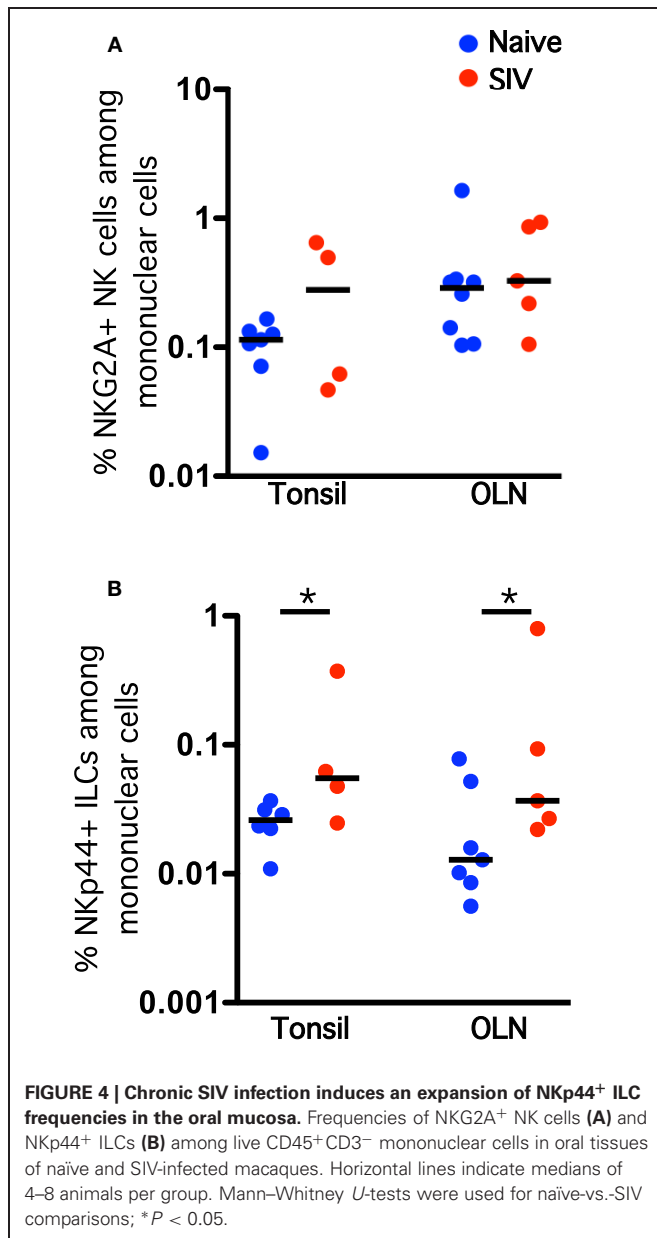 A
Naive
SIV
% NKG2A+ NK cells among
mononuclear cells
10
1
0.1
0.01
Tonsil
OLN
B
% NKp44+ ILCs among
mononuclear cells
*
*
1
0.1
0.01
0.001
Tonsil
OLN
FIGURE 4 | Chronic SIV infection induces an expansion of NKp44⁺ ILC
frequencies in the oral mucosa. Frequencies of NKG2A⁺ NK cells (A) and
NKp44⁺ ILCs (B) among live CD45⁺CD3⁻ mononuclear cells in oral tissues
of naïve and SIV-infected macaques. Horizontal lines indicate medians of
4–8 animals per group. Mann–Whitney U-tests were used for naïve-vs.-SIV
comparisons; *P < 0.05.